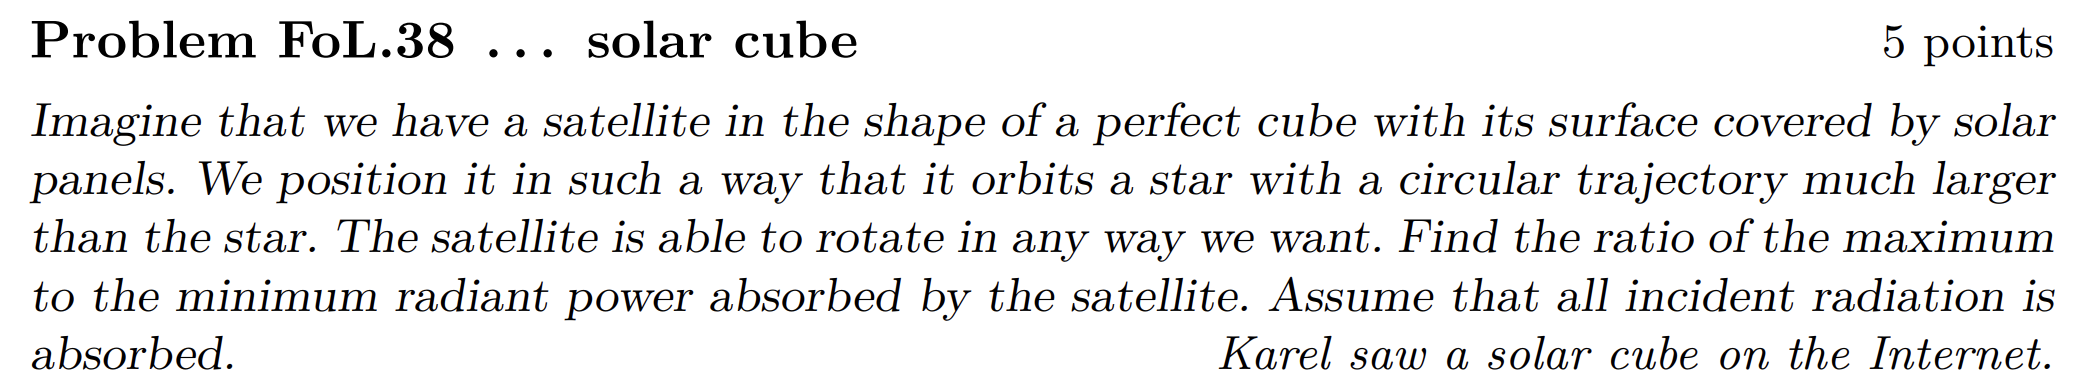 Problem FoL.38 ... solar cube 5 points
Imagine that we have a satellite in the shape of a perfect cube with its surface covered by solar
panels. We position it in such a way that it orbits a star with a circular trajectory much larger
than the star. The satellite is able to rotate in any way we want. Find the ratio of the maximum
to the minimum radiant power absorbed by the satellite. Assume that all incident radiation is
absorbed. Karel saw a solar cube on the Internet.